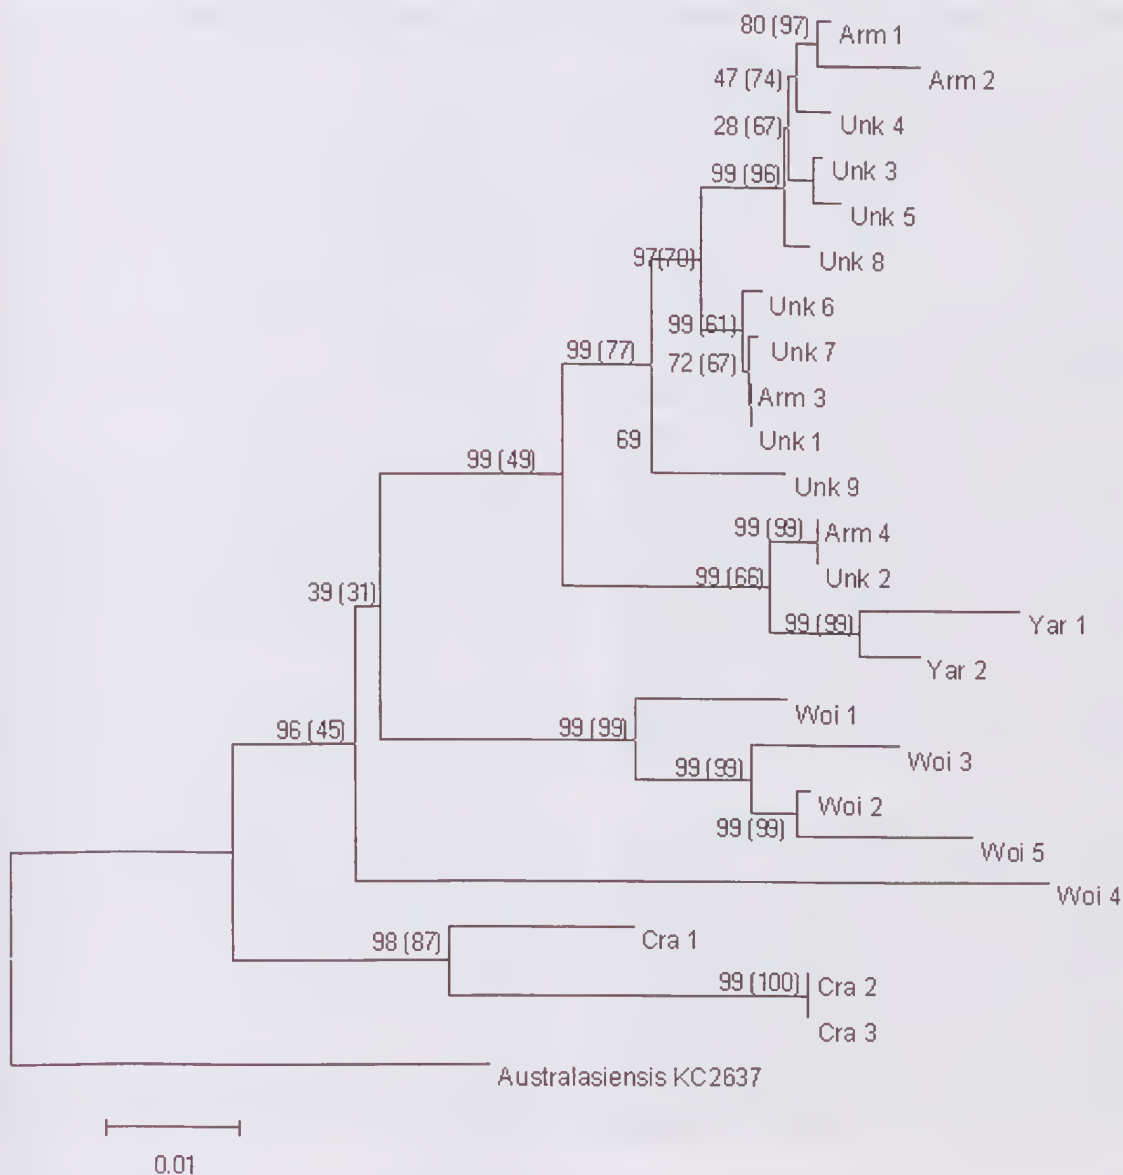 80 (97)
Arm 1
Arm 2
47 (74)
Unk 4
28 (67)
Unk 3
99 (96)
Unk 5
Unk 8
97(70)
Unk 6
99 (61)
Unk 7
99 (77)
72 (67)
Arm 3
Unk 1
69
99 (49)
Unk 9
99 (99)
Arm 4
99 (66)
Unk 2
39 (31)
99 (99)
Yar 1
Yar 2
Woi 1
96 (45)
99 (99)
Woi 3
99 (99)
Woi 2
99 (99)
Woi 5
Woi 4
98 (87)
Cra 1
99 (100)
Cra 2
Cra 3
Australasiensis KC2637
0.01